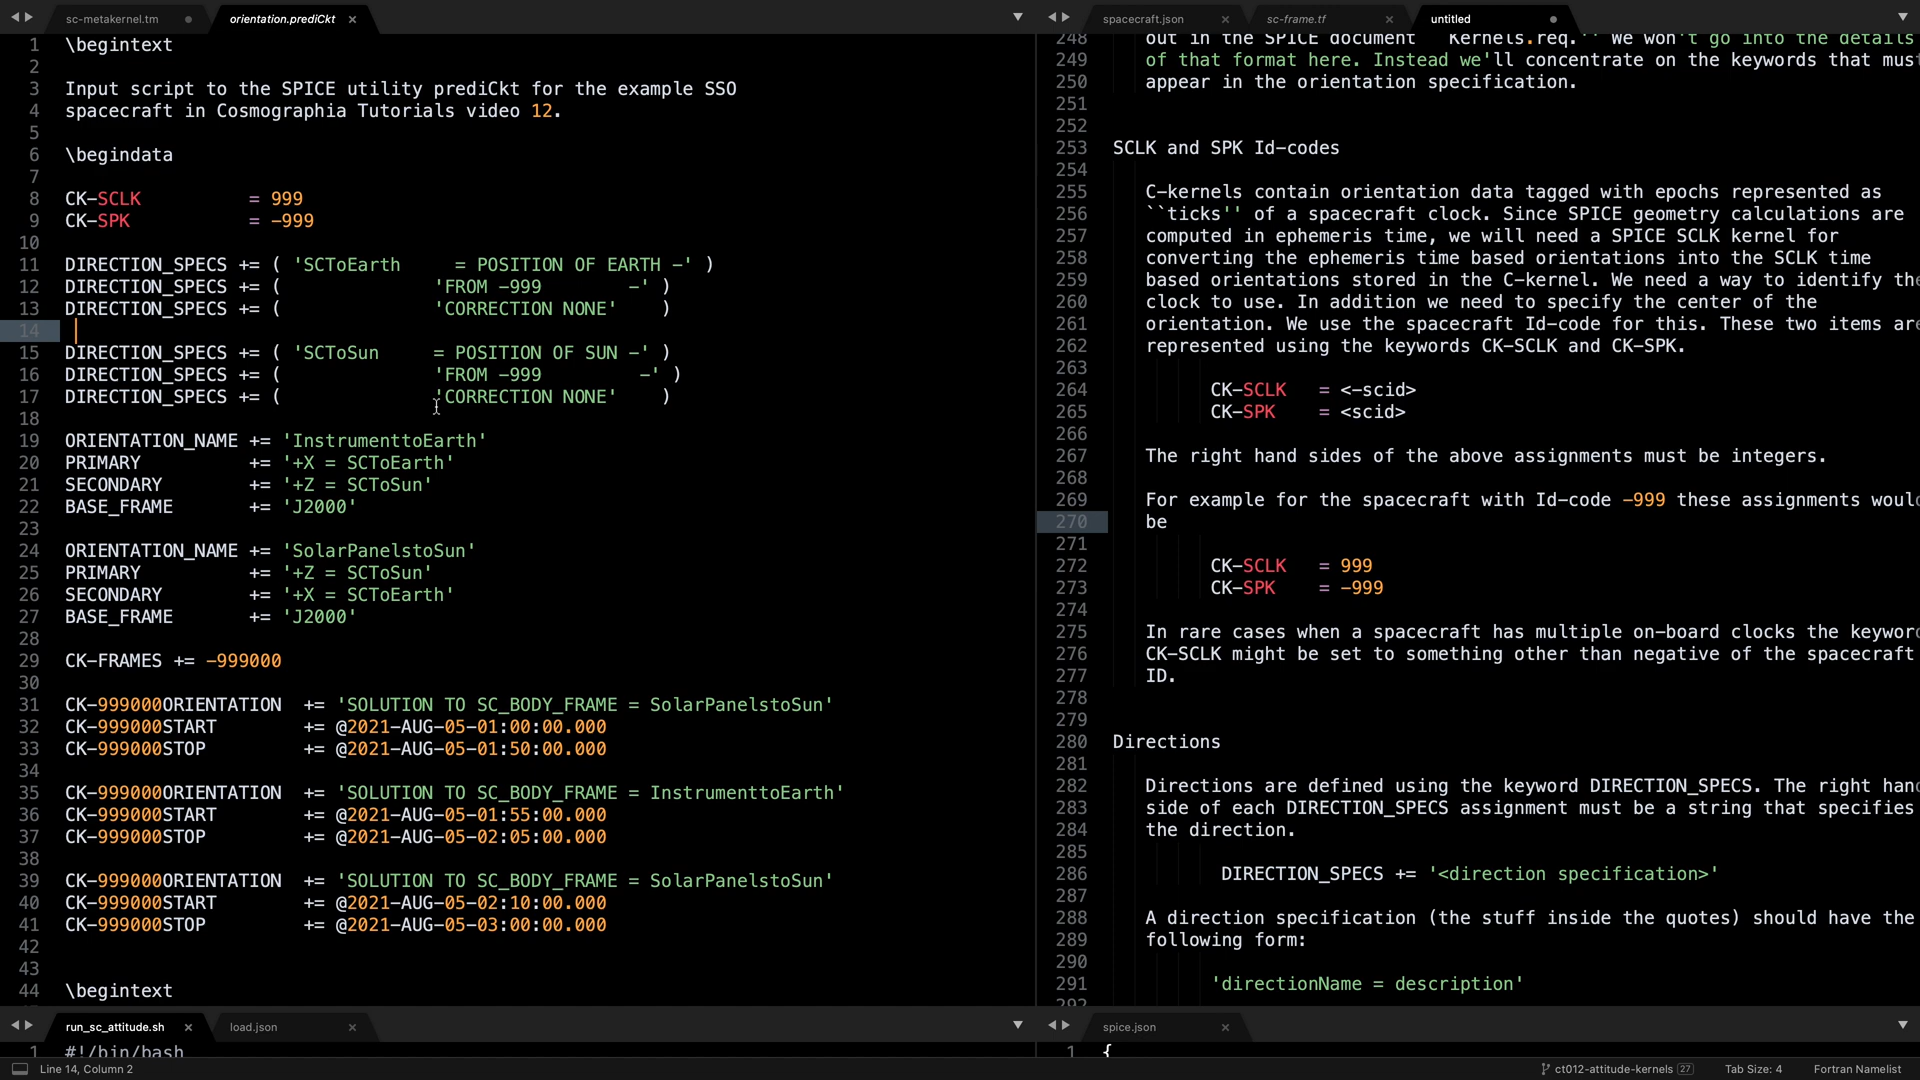 sc-metakernel.tm
orientation.prediCkt
1 \begintext
2
3 Input script to the SPICE utility prediCkt for the example SSO
4 spacecraft in Cosmographia Tutorials video 12.
5
6 \begindata
7
8 CK-SCLK = 999
9 CK-SPK = -999
10
11 DIRECTION_SPECS += ( 'SCToEarth = POSITION OF EARTH -' )
12 DIRECTION_SPECS += ( 'FROM -999 -' )
13 DIRECTION_SPECS += ( 'CORRECTION NONE' )
14
15 DIRECTION_SPECS += ( 'SCToSun = POSITION OF SUN -' )
16 DIRECTION_SPECS += ( 'FROM -999 -' )
17 DIRECTION_SPECS += ( 'CORRECTION NONE' )
18
19 ORIENTATION_NAME += 'InstrumenttoEarth'
20 PRIMARY += '+X = SCToEarth'
21 SECONDARY += '+Z = SCToSun'
22 BASE_FRAME += 'J2000'
23
24 ORIENTATION_NAME += 'SolarPanelstoSun'
25 PRIMARY += '+Z = SCToSun'
26 SECONDARY += '+X = SCToEarth'
27 BASE_FRAME += 'J2000'
28
29 CK-FRAMES += -999000
30
31 CK-999000ORIENTATION += 'SOLUTION TO SC_BODY_FRAME = SolarPanelstoSun'
32 CK-999000START += @2021-AUG-05-01:00:00.000
33 CK-999000STOP += @2021-AUG-05-01:50:00.000
34
35 CK-999000ORIENTATION += 'SOLUTION TO SC_BODY_FRAME = InstrumenttoEarth'
36 CK-999000START += @2021-AUG-05-01:55:00.000
37 CK-999000STOP += @2021-AUG-05-02:05:00.000
38
39 CK-999000ORIENTATION += 'SOLUTION TO SC_BODY_FRAME = SolarPanelstoSun'
40 CK-999000START += @2021-AUG-05-02:10:00.000
41 CK-999000STOP += @2021-AUG-05-03:00:00.000
42
43
44 \begintext
run_sc_attitude.sh
load.json
1 #!/bin/bash
spacecraft.json
sc-frame.tf
untitled
248 out in the SPICE document ``Kernels.req.'' We won't go into the details
249 of that format here. Instead we'll concentrate on the keywords that
250 appear in the orientation specification.
251
252
253 SCLK and SPK Id-codes
254
255 C-kernels contain orientation data tagged with epochs represented as
256 ``ticks'' of a spacecraft clock. Since SPICE geometry calculations are
257 computed in ephemeris time, we will need a SPICE SCLK kernel for
258 converting the ephemeris time based orientations into the SCLK time
259 based orientations stored in the C-kernel. We need a way to identify
260 clock to use. In addition we need to specify the center of the
261 orientation. We use the spacecraft Id-code for this. These two items
262 represented using the keywords CK-SCLK and CK-SPK.
263
264 CK-SCLK = <-scid>
265 CK-SPK = <scid>
266
267 The right hand sides of the above assignments must be integers.
268
269 For example for the spacecraft with Id-code -999 these assignments
270 be
271
272 CK-SCLK = 999
273 CK-SPK = -999
274
275 In rare cases when a spacecraft has multiple on-board clocks the
276 CK-SCLK might be set to something other than negative of the spacecraft
277 ID.
278
279
280 Directions
281
282 Directions are defined using the keyword DIRECTION_SPECS. The right
283 side of each DIRECTION_SPECS assignment must be a string that specifies
284 the direction.
285
286 DIRECTION_SPECS += '<direction specification>'
287
288 A direction specification (the stuff inside the quotes) should have the
289 following form:
290
291 'directionName = description'
292
spice.json
1 {
Line 14, Column 2
ct012-attitude-kernels 27
Tab Size: 4
Fortran Namelist